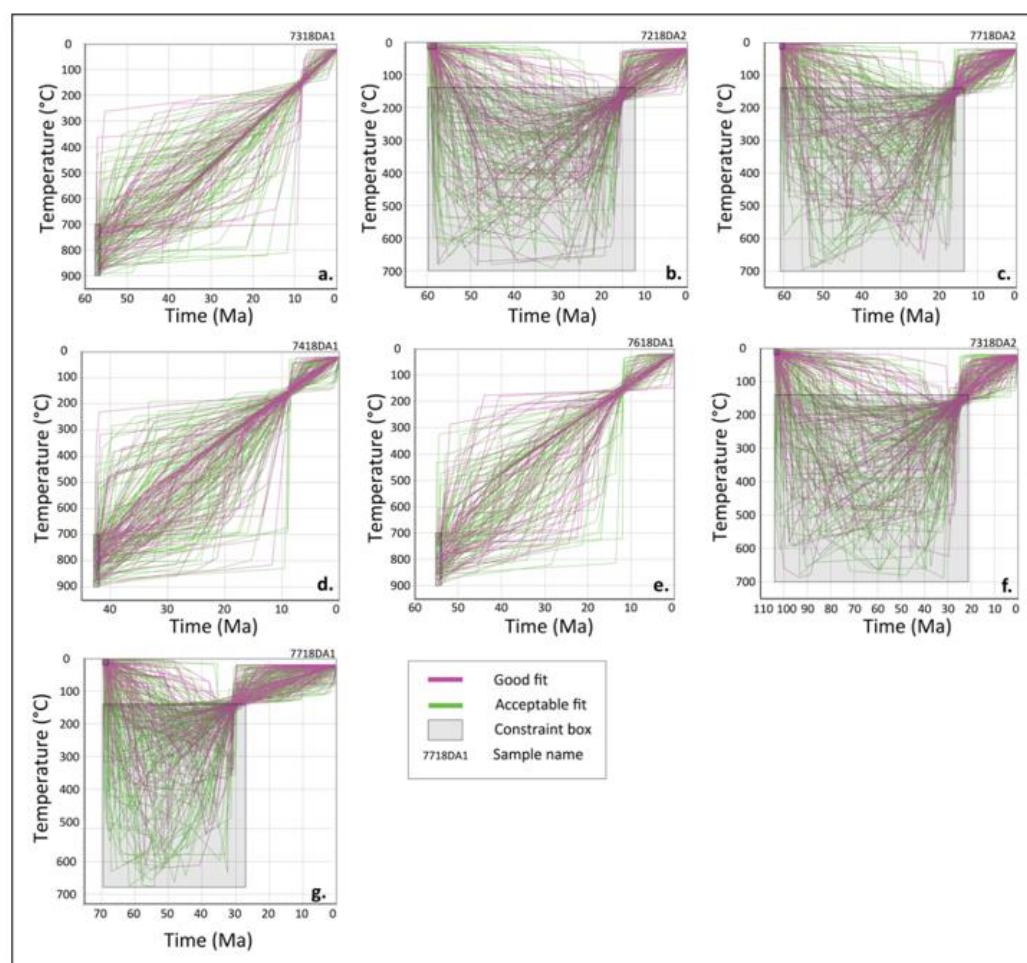 7318DA1
Temperature (°C)
0
100
200
300
400
500
600
700
800
900
60 50 40 30 20 10 0
Time (Ma)
a.
7218DA2
Temperature (°C)
0
100
200
300
400
500
600
700
60 50 40 30 20 10 0
Time (Ma)
b.
7718DA2
Temperature (°C)
0
100
200
300
400
500
600
700
60 50 40 30 20 10 0
Time (Ma)
c.
7418DA1
Temperature (°C)
0
100
200
300
400
500
600
700
800
900
40 30 20 10 0
Time (Ma)
d.
7618DA1
Temperature (°C)
0
100
200
300
400
500
600
700
800
900
60 50 40 30 20 10 0
Time (Ma)
e.
7318DA2
Temperature (°C)
0
100
200
300
400
500
600
700
110 100 90 80 70 60 50 40 30 20 10 0
Time (Ma)
f.
7718DA1
Temperature (°C)
0
100
200
300
400
500
600
700
70 60 50 40 30 20 10 0
Time (Ma)
g.
Good fit
Acceptable fit
Constraint box
7718DA1 Sample name